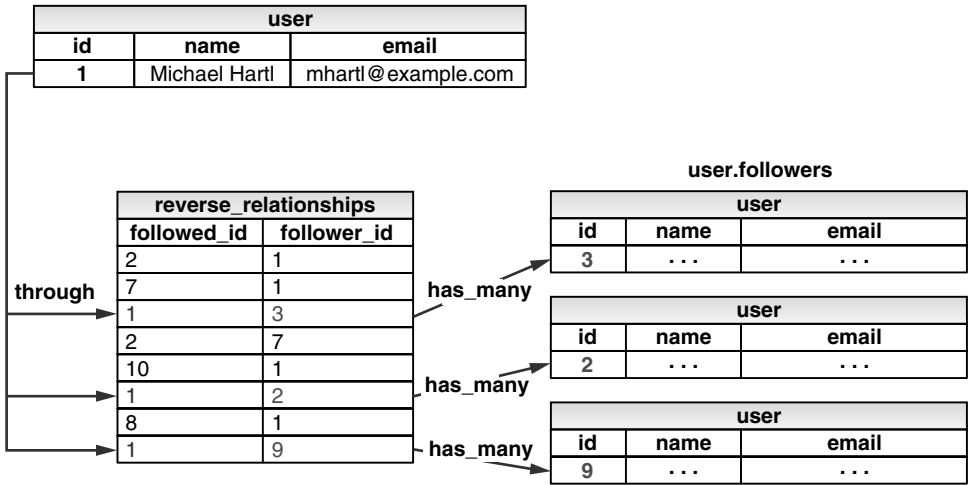 user
id name email
1 Michael Hartl mhartl@example.com
user.followers
reverse_relationships
followed_id follower_id
2 1
7 1
1 3
2 7
10 1
1 2
8 1
1 9
through
has_many
user
id name email
3 ... ...
has_many
user
id name email
2 ... ...
has_many
user
id name email
9 ... ...